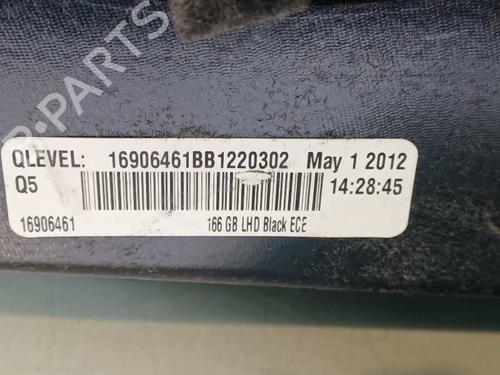 B-PARTS
QLEVEL: 16906461BB1220302 May 1 2012
Q5 14:28:45
16906461 166 GB LHD Black ECE